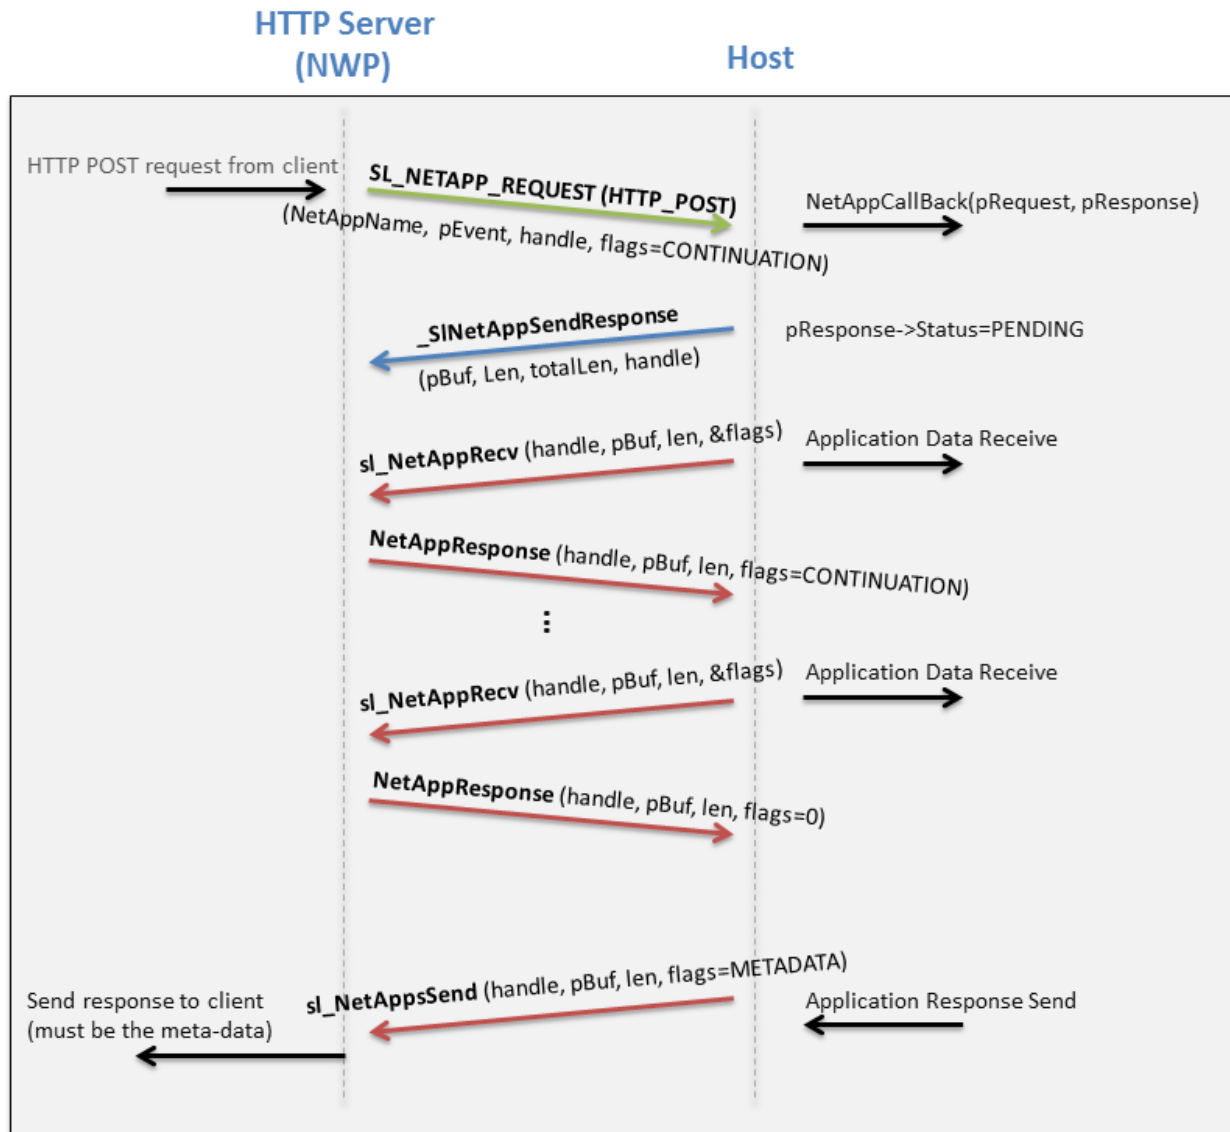 HTTP Server
(NWP)
Host
HTTP POST request from client
SL_NETAPP_REQUEST (HTTP_POST)
(NetAppName, pEvent, handle, flags=CONTINUATION)
NetAppCallBack(pRequest, pResponse)
_SlNetAppSendResponse
(pBuf, Len, totalLen, handle)
pResponse->Status=PENDING
sl_NetAppRecv (handle, pBuf, len, &flags)
Application Data Receive
NetAppResponse (handle, pBuf, len, flags=CONTINUATION)
⋮
sl_NetAppRecv (handle, pBuf, len, &flags)
Application Data Receive
NetAppResponse (handle, pBuf, len, flags=0)
sl_NetAppsSend (handle, pBuf, len, flags=METADATA)
Send response to client
(must be the meta-data)
Application Response Send